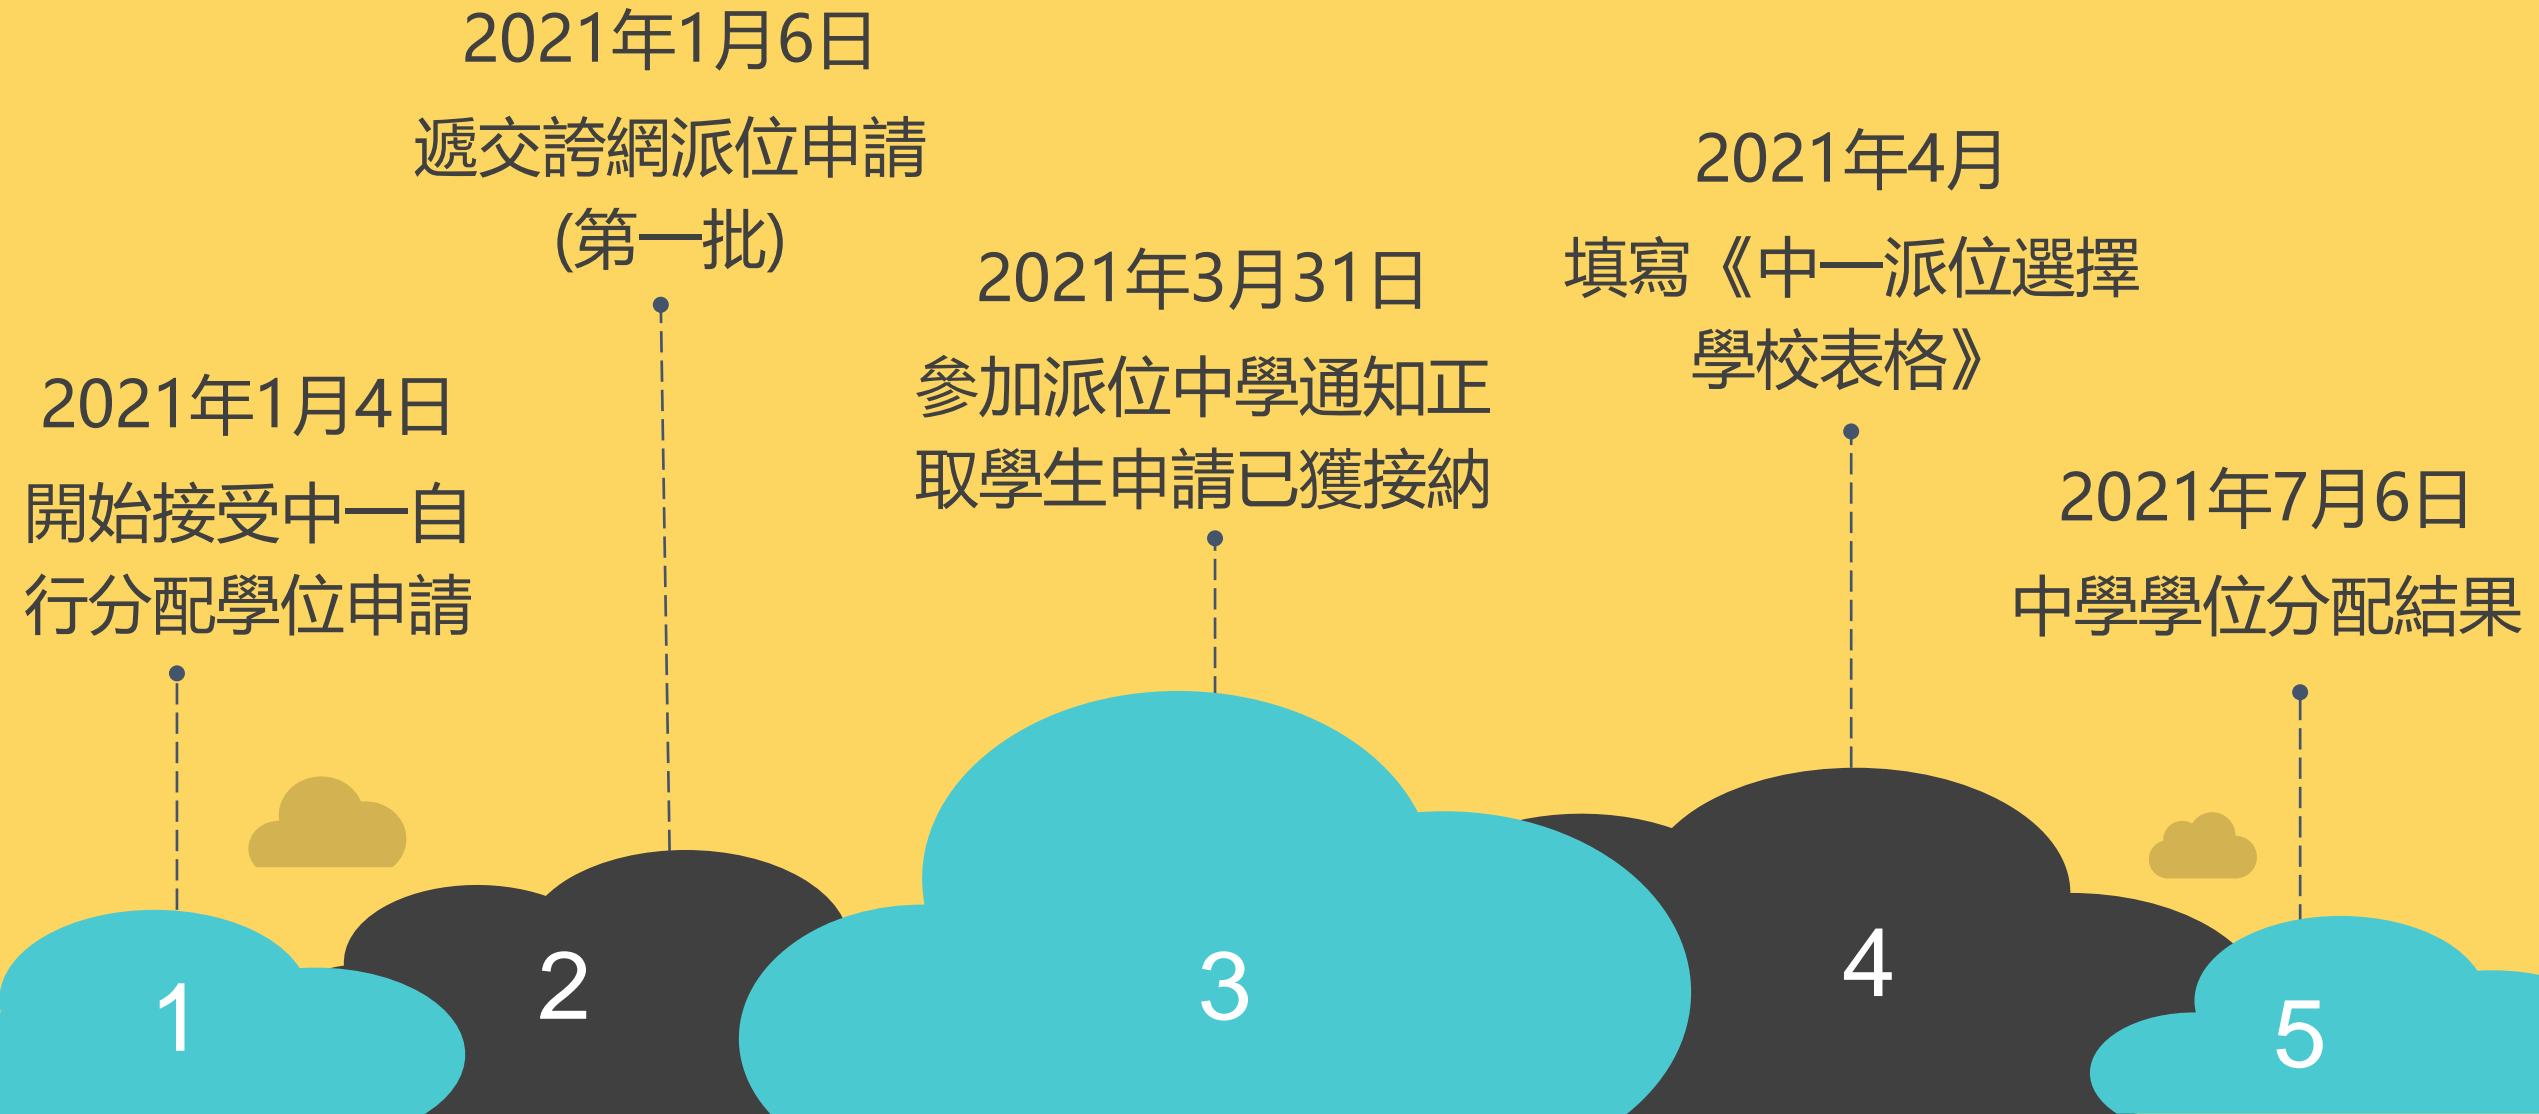 2021年1月4日
開始接受中一自
行分配學位申請
2021年1月6日
遞交誇網派位申請
(第一批)
2021年3月31日
參加派位中學通知正
取學生申請已獲接納
2021年4月
填寫《中一派位選擇
學校表格》
2021年7月6日
中學學位分配結果
1
2
3
4
5